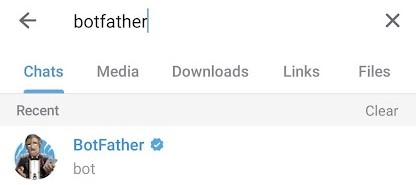 botfather
Chats Media Downloads Links Files
Recent Clear
BotFather
bot